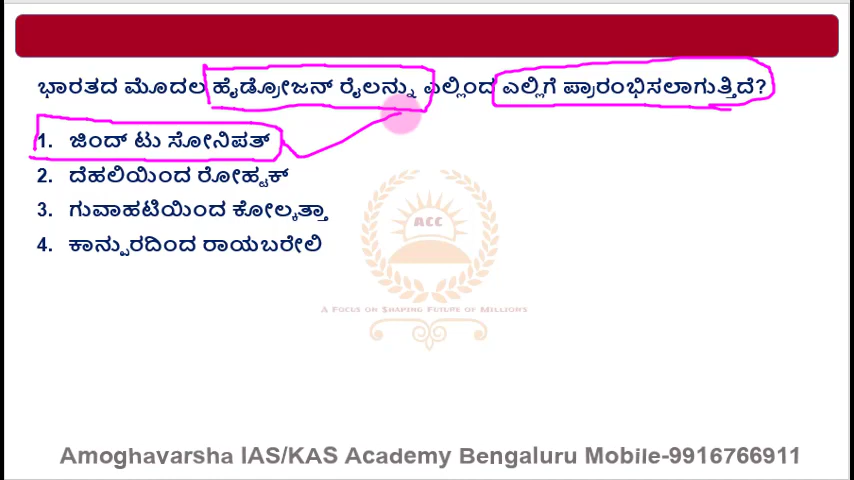 ಭಾರತದ ಮೊದಲ ಹೈಡ್ರೋಜನ್ ರೈಲನ್ನು ಎಲ್ಲಿಂದ ಎಲ್ಲಿಗೆ ಪ್ರಾರಂಭಿಸಲಾಗುತ್ತಿದೆ?
1. ಜಿಂದ್ ಟು ಸೋನಿಪತ್
2. ದೆಹಲಿಯಿಂದ ರೋಹ್ಟಕ್
3. ಗುವಾಹಟಿಯಿಂದ ಕೋಲ್ಕತ್ತಾ
4. ಕಾನ್ಪುರದಿಂದ ರಾಯಬರೇಲಿ
ACC
A FOCUS ON SHAPING FUTURE OF MILLIONS
Amoghavarsha IAS/KAS Academy Bengaluru Mobile-9916766911